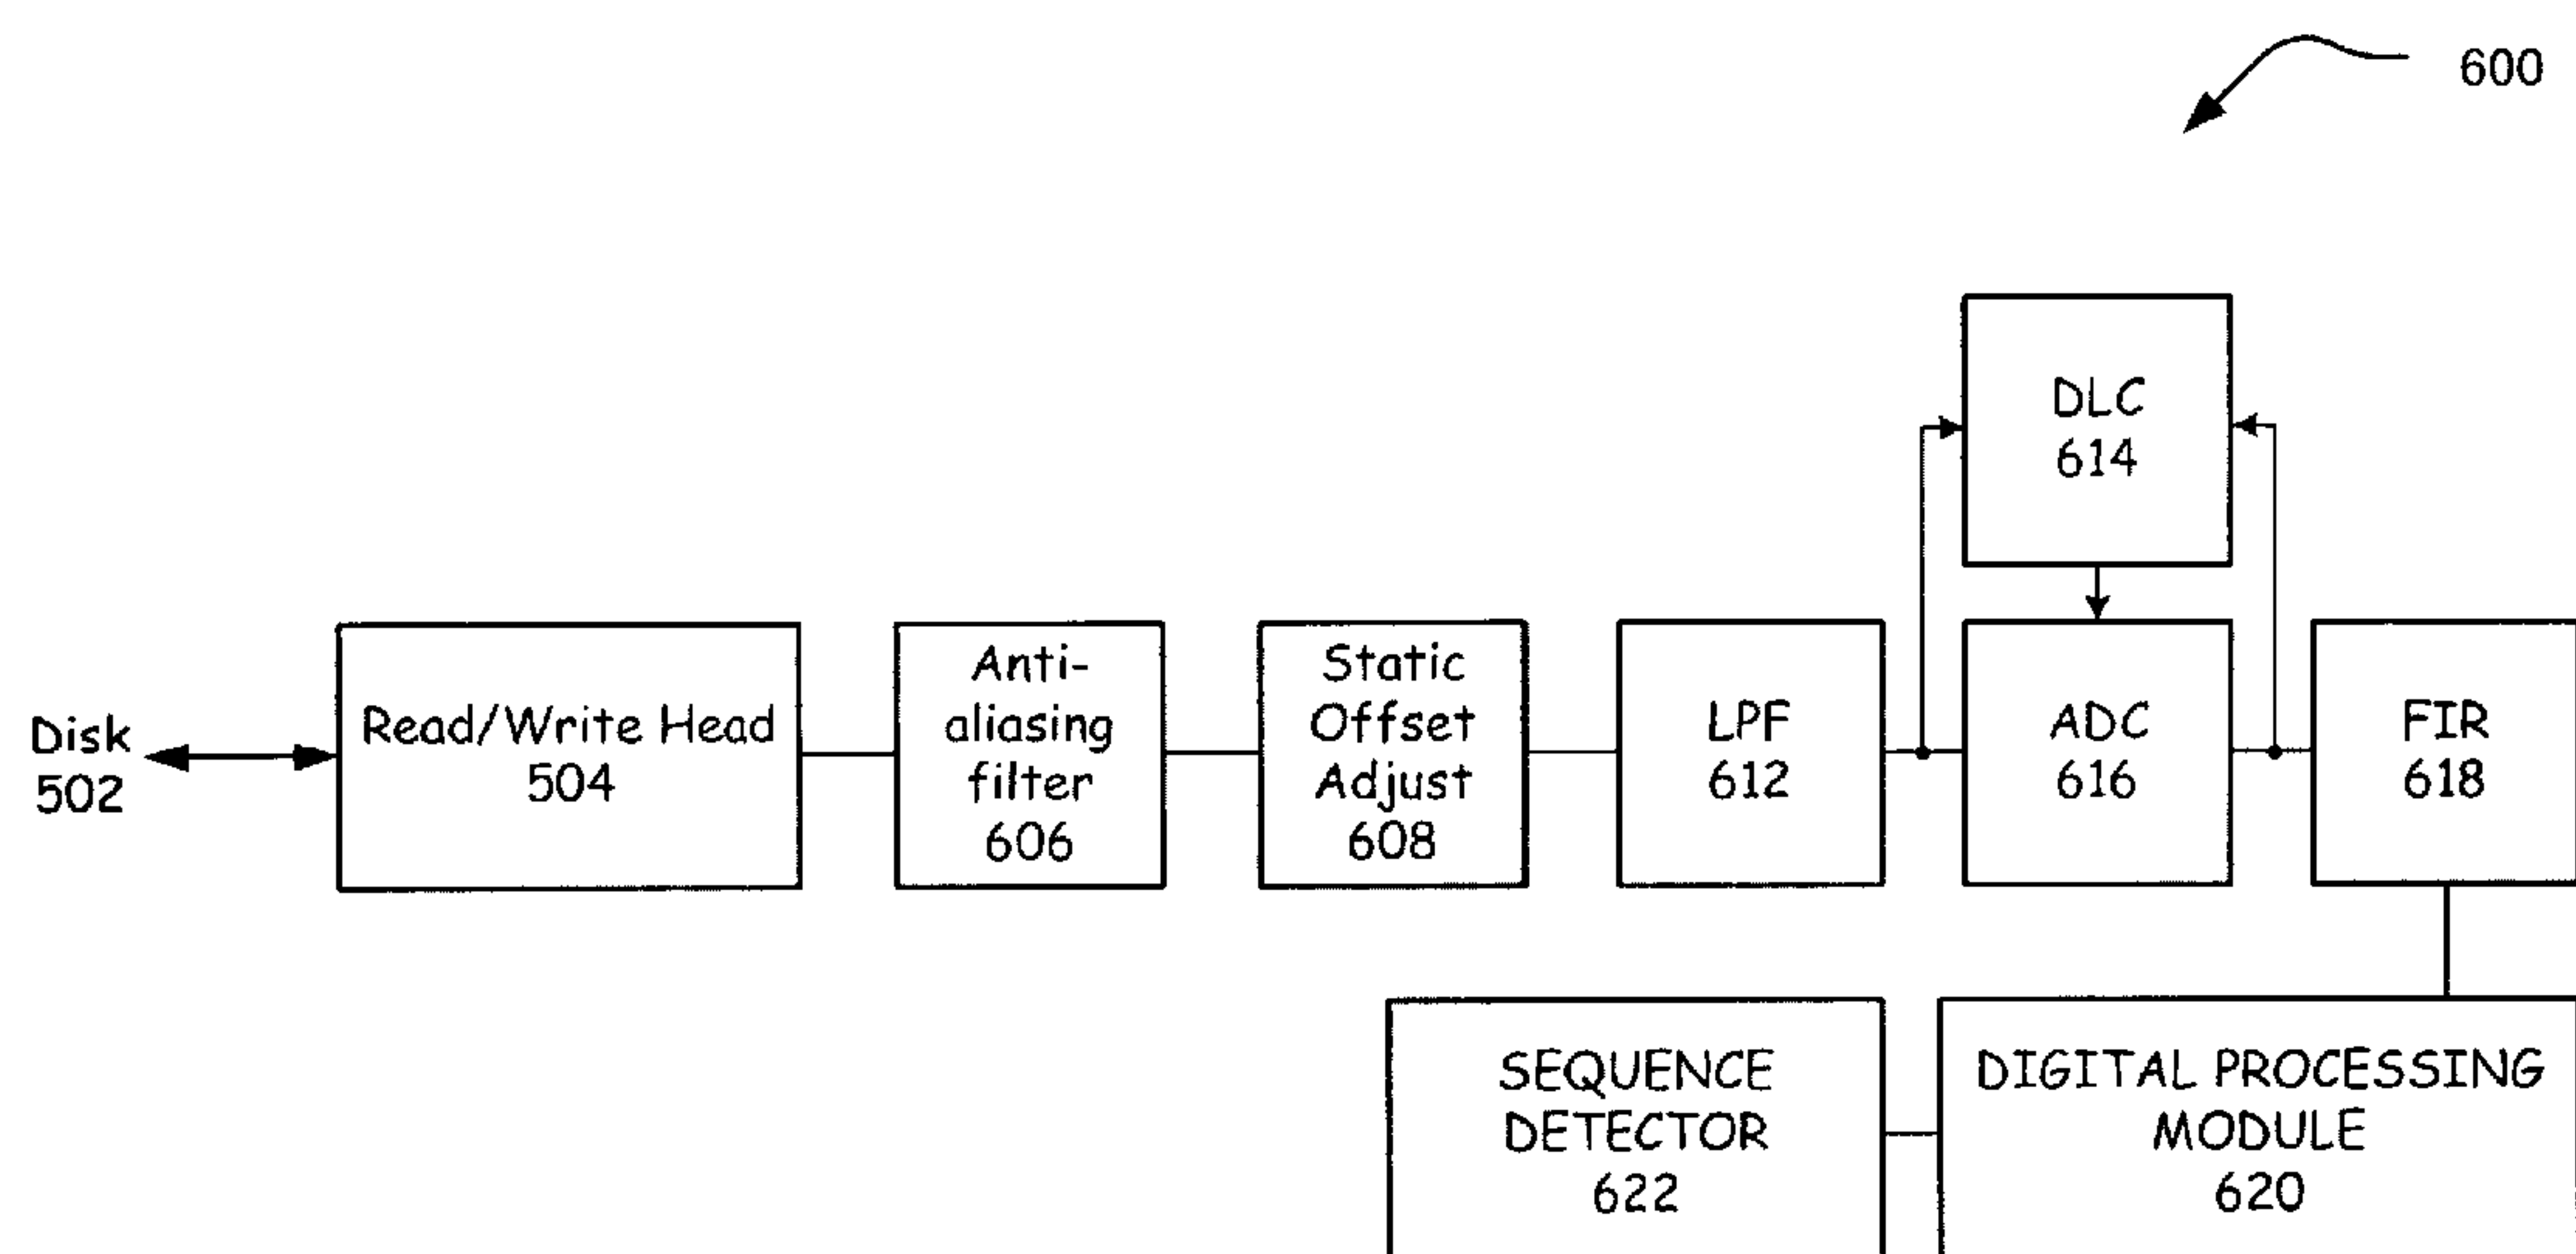 600
DLC
614
Disk
502
Read/Write Head
504
Anti-
aliasing
filter
606
Static
Offset
Adjust
608
LPF
612
ADC
616
FIR
618
SEQUENCE
DETECTOR
622
DIGITAL PROCESSING
MODULE
620